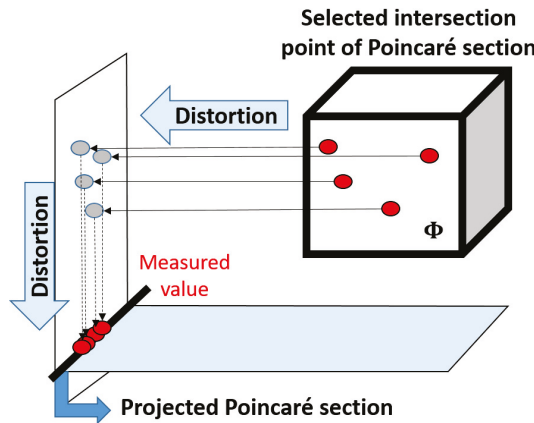 Selected intersection
point of Poincaré section
Distortion
Distortion
Φ
Measured
value
Projected Poincaré section